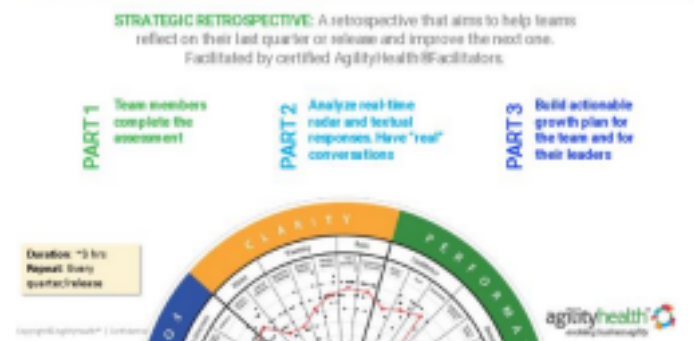 STRATEGIC RETROSPECTIVE: A retrospective that aims to help teams
reflect on their last quarter or release and improve the next one.
Facilitated by certified AgilityHealth®Facilitators.
PART 1
Team members
complete the
assessment
PART 2
Analyze real-time
radar and textual
responses. Have "real"
conversations
PART 3
Build actionable
growth plan for
the team and for
their leaders
CLARITY
PERFORMA
Duration: ~3 hrs
Repeat: Every
quarter/release
agilityhealth
enabling business agility